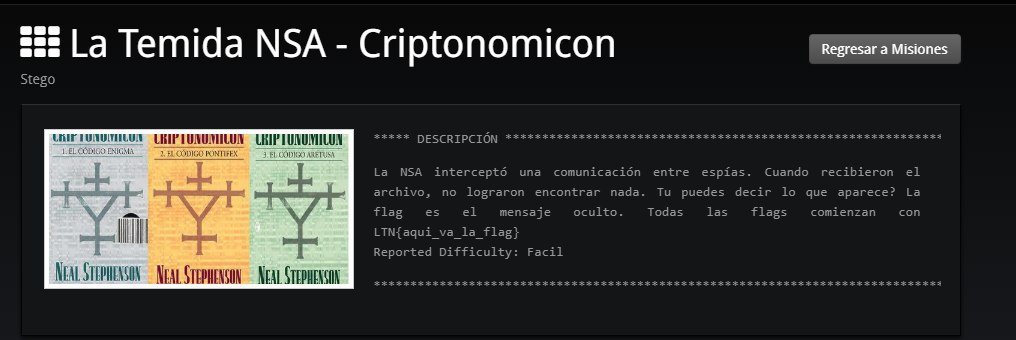 La Temida NSA - Criptonomicon
Regresar a Misiones
Stego
CRIPTONOMICON
1. EL CÓDIGO ENIGMA
NEAL STEPHENSON
CRIPTONOMICON
2. EL CÓDIGO PONTIFEX
NEAL STEPHENSON
CRIPTONOMICON
3. EL CÓDIGO ARETUSA
NEAL STEPHENSON
***** DESCRIPCIÓN ************************************************************
La NSA interceptó una comunicación entre espías. Cuando recibieron el
archivo, no lograron encontrar nada. Tu puedes decir lo que aparece? La
flag es el mensaje oculto. Todas las flags comienzan con
LTN{aqui_va_la_flag}
Reported Difficulty: Facil
******************************************************************************